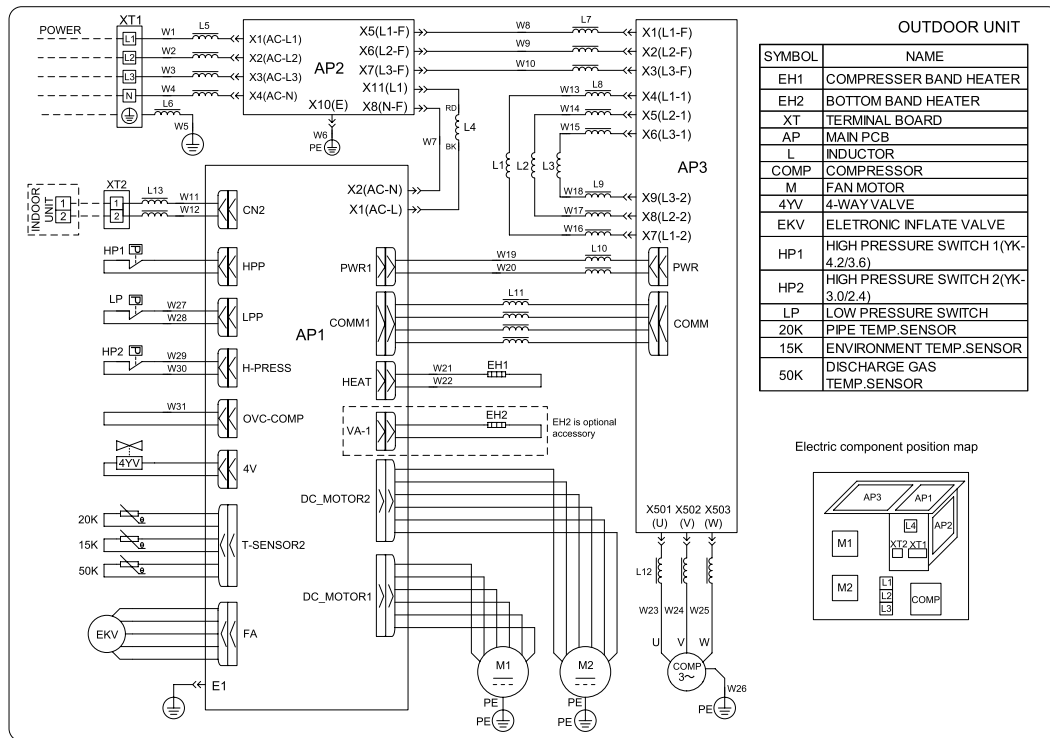 POWER
XT1
L1
L2
L3
N
W1
W2
W3
W4
L5
L6
W5
X1(AC-L1)
X2(AC-L2)
X3(AC-L3)
X4(AC-N)
AP2
X5(L1-F)
X6(L2-F)
X7(L3-F)
X11(L1)
X10(E)
X8(N-F)
W6
PE
W7
RD
L4
BK
W8
L7
W9
W10
X1(L1-F)
X2(L2-F)
X3(L3-F)
W13
L8
W14
W15
X4(L1-1)
X5(L2-1)
X6(L3-1)
L1
L2
L3
AP3
W18
L9
W17
W16
X9(L3-2)
X8(L2-2)
X7(L1-2)
INDOOR
UNIT
1
2
XT2
1
2
L13
W11
W12
CN2
X2(AC-N)
X1(AC-L)
HP1
P
HPP
PWR1
W19
W20
L10
PWR
LP
P
W27
W28
LPP
AP1
COMM1
L11
COMM
HP2
P
W29
W30
H-PRESS
HEAT
W21
W22
EH1
W31
OVC-COMP
VA-1
EH2
EH2 is optional
accessory
4YV
4V
DC_MOTOR2
20K
15K
50K
T-SENSOR2
DC_MOTOR1
EKV
FA
E1
M1
PE
PE
M2
PE
PE
X501
(U)
X502
(V)
X503
(W)
L12
W23
W24
W25
U
V
W
COMP
3~
W26
PE
OUTDOOR UNIT
SYMBOL NAME
EH1 COMPRESSER BAND HEATER
EH2 BOTTOM BAND HEATER
XT TERMINAL BOARD
AP MAIN PCB
L INDUCTOR
COMP COMPRESSOR
M FAN MOTOR
4YV 4-WAY VALVE
EKV ELETRONIC INFLATE VALVE
HP1 HIGH PRESSURE SWITCH 1(YK-
4.2/3.6)
HP2 HIGH PRESSURE SWITCH 2(YK-
3.0/2.4)
LP LOW PRESSURE SWITCH
20K PIPE TEMP.SENSOR
15K ENVIRONMENT TEMP.SENSOR
50K DISCHARGE GAS
TEMP.SENSOR
Electric component position map
AP3
AP1
L4
AP2
M1
XT2 XT1
M2
L1
L2
L3
COMP